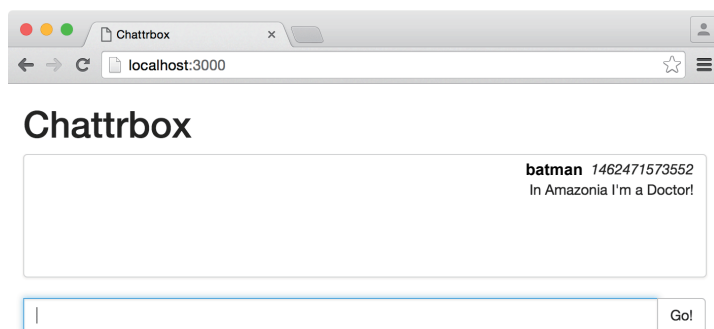 Chattrbox
localhost:3000
Chattrbox
batman 1462471573552
In Amazonia I'm a Doctor!
Go!